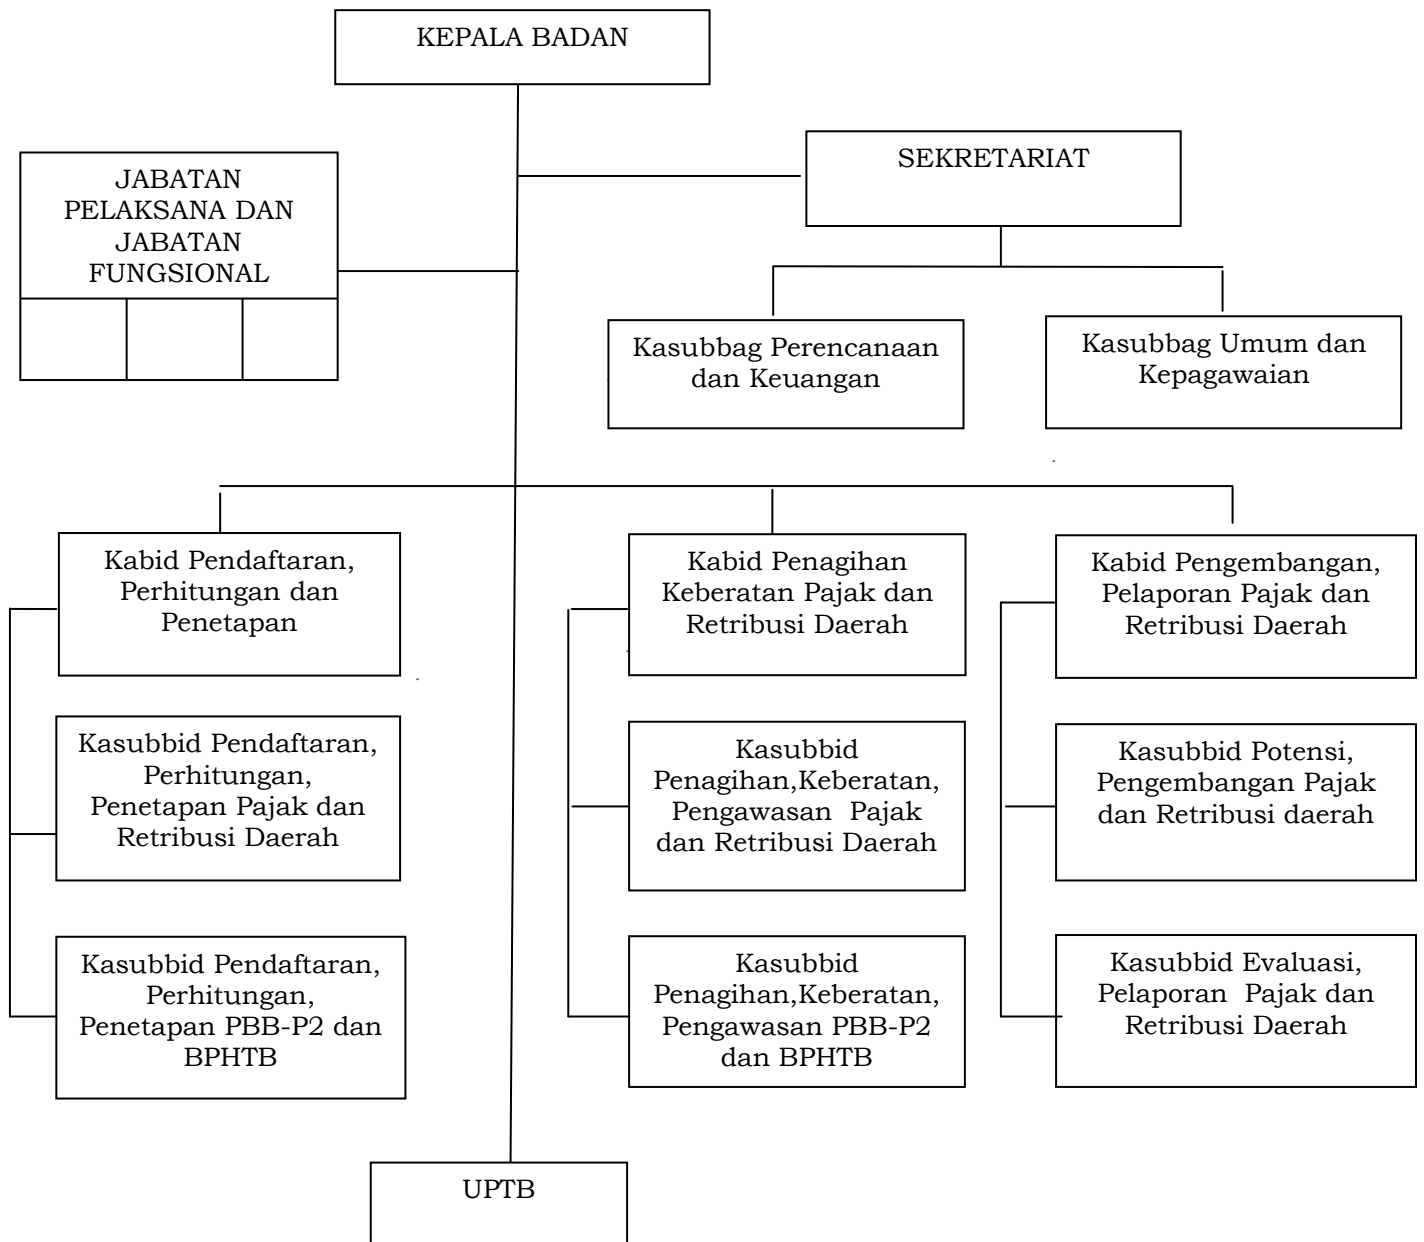 KEPALA BADAN
SEKRETARIAT
JABATAN
PELAKSANA DAN
JABATAN
FUNGSIONAL
Kasubbag Perencanaan
dan Keuangan
Kasubbag Umum dan
Kepagawaian
Kabid Pendaftaran,
Perhitungan dan
Penetapan
Kabid Penagihan
Keberatan Pajak dan
Retribusi Daerah
Kabid Pengembangan,
Pelaporan Pajak dan
Retribusi Daerah
Kasubbid Pendaftaran,
Perhitungan,
Penetapan Pajak dan
Retribusi Daerah
Kasubbid
Penagihan,Keberatan,
Pengawasan  Pajak
dan Retribusi Daerah
Kasubbid Potensi,
Pengembangan Pajak
dan Retribusi daerah
Kasubbid Pendaftaran,
Perhitungan,
Penetapan PBB-P2 dan
BPHTB
Kasubbid
Penagihan,Keberatan,
Pengawasan PBB-P2
dan BPHTB
Kasubbid Evaluasi,
Pelaporan  Pajak dan
Retribusi Daerah
UPTB